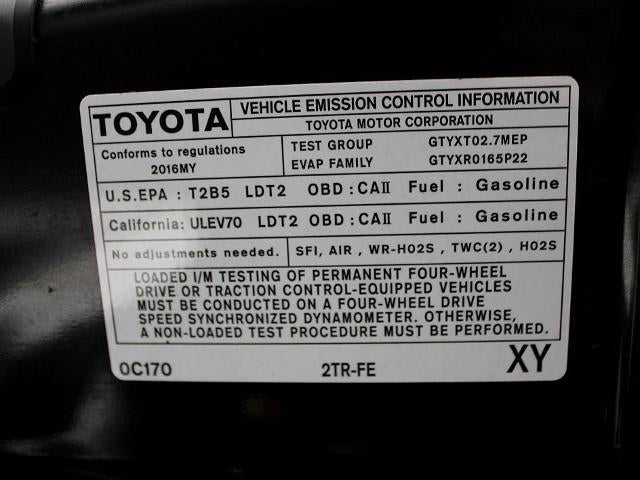 TOYOTA
VEHICLE EMISSION CONTROL INFORMATION
TOYOTA MOTOR CORPORATION
Conforms to regulations
2016MY
TEST GROUP GTYXT02.7MEP
EVAP FAMILY GTYXR0165P22
U.S.EPA : T2B5 LDT2 OBD : CAII Fuel : Gasoline
California: ULEV70 LDT2 OBD : CAII Fuel : Gasoline
No adjustments needed. SFI, AIR , WR-HO2S , TWC(2) , HO2S
LOADED I/M TESTING OF PERMANENT FOUR-WHEEL
DRIVE OR TRACTION CONTROL-EQUIPPED VEHICLES
MUST BE CONDUCTED ON A FOUR-WHEEL DRIVE
SPEED SYNCHRONIZED DYNAMOMETER. OTHERWISE,
A NON-LOADED TEST PROCEDURE MUST BE PERFORMED.
0C170 2TR-FE XY